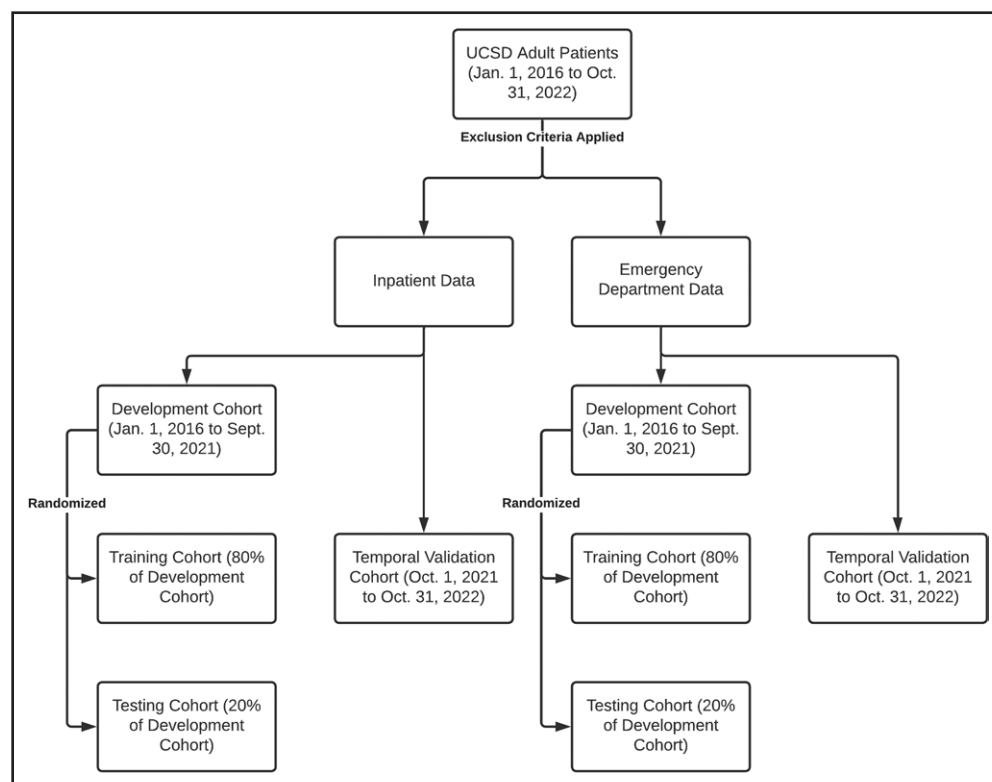 UCSD Adult Patients
(Jan. 1, 2016 to Oct.
31, 2022)
Exclusion Criteria Applied
Inpatient Data
Emergency
Department Data
Development Cohort
(Jan. 1, 2016 to Sept.
30, 2021)
Development Cohort
(Jan. 1, 2016 to Sept.
30, 2021)
Randomized
Randomized
Training Cohort (80%
of Development
Cohort)
Temporal Validation
Cohort (Oct. 1, 2021
to Oct. 31, 2022)
Training Cohort (80%
of Development
Cohort)
Temporal Validation
Cohort (Oct. 1, 2021
to Oct. 31, 2022)
Testing Cohort (20%
of Development
Cohort)
Testing Cohort (20%
of Development
Cohort)